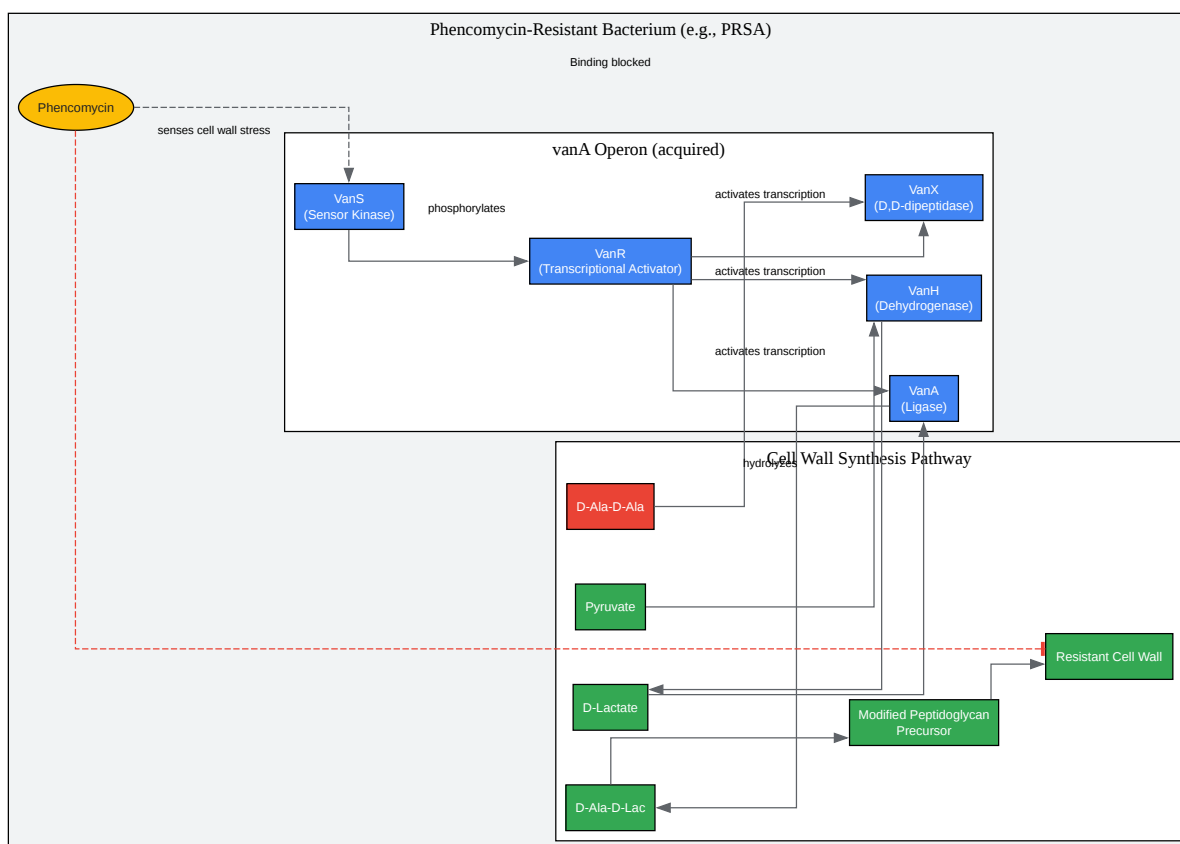 Phencomycin-Resistant Bacterium (e.g., PRSA)
Binding blocked
Phencomycin
senses cell wall stress
vanA Operon (acquired)
VanS
(Sensor Kinase)
phosphorylates
VanR
(Transcriptional Activator)
activates transcription
VanX
(D,D-dipeptidase)
activates transcription
VanH
(Dehydrogenase)
activates transcription
VanA
(Ligase)
Cell Wall Synthesis Pathway
hydrolyzes
D-Ala-D-Ala
Pyruvate
Resistant Cell Wall
D-Lactate
Modified Peptidoglycan
Precursor
D-Ala-D-Lac